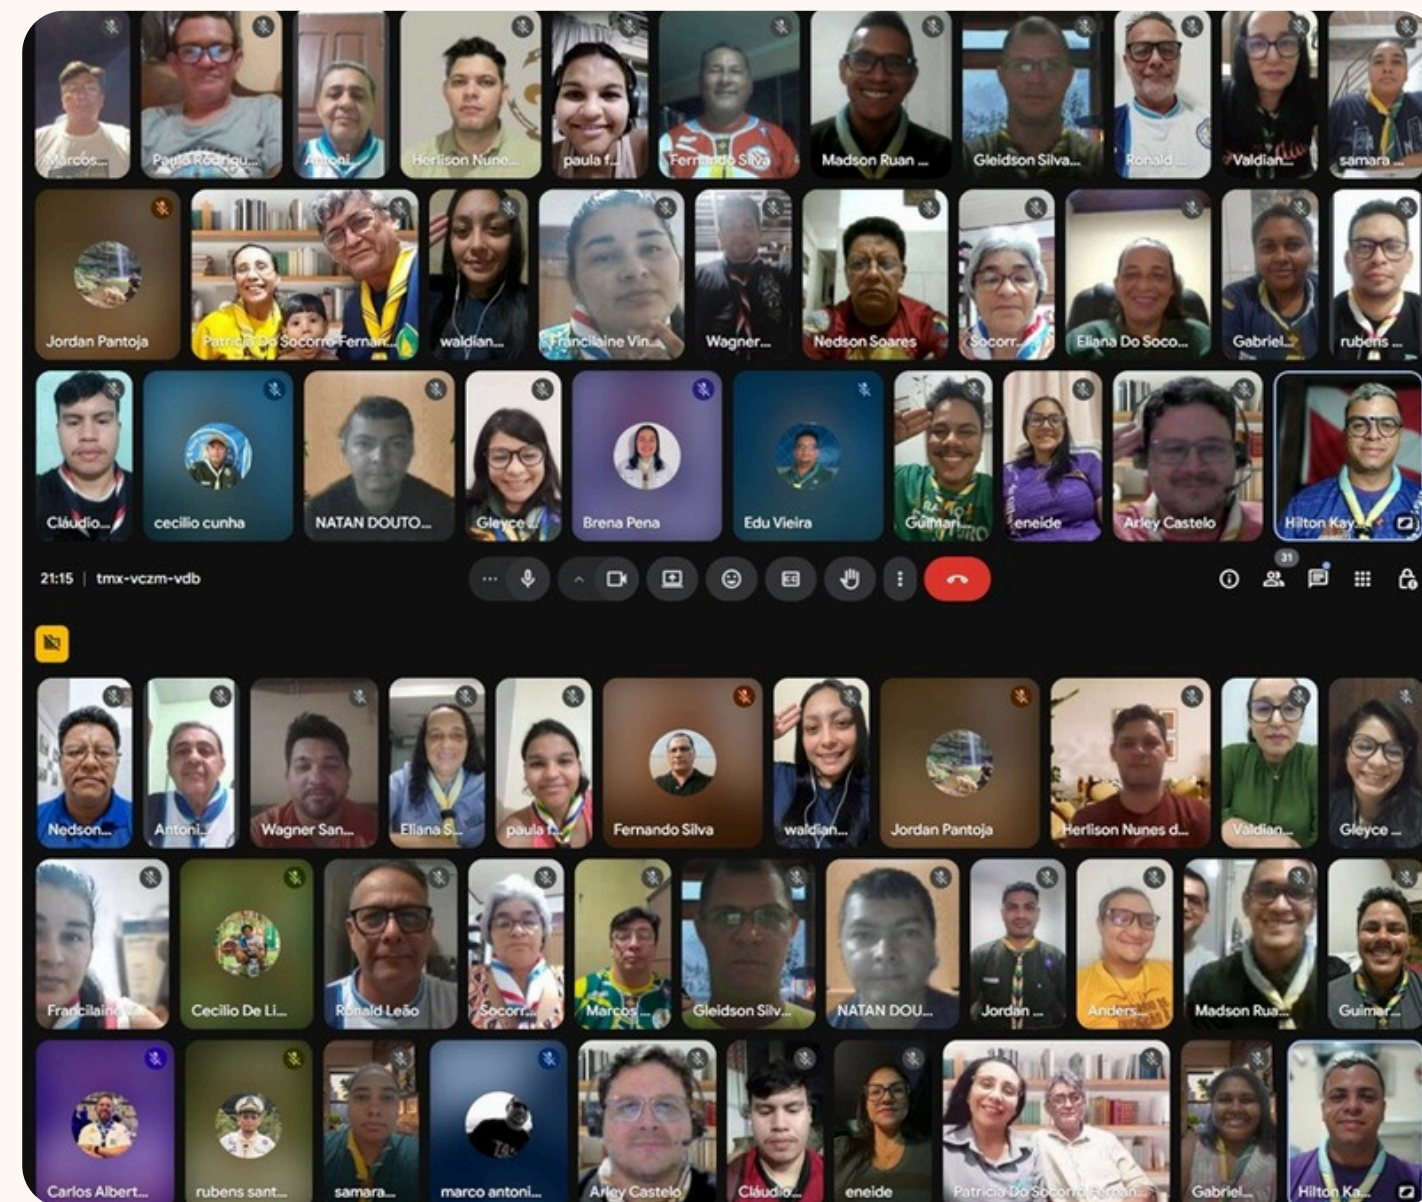 Marcos...
Paulo Rodrigu...
Antoni...
Herlison Nune...
paula f...
Fernando Silva
Madson Ruan ...
Gleidson Silva...
Ronald ...
Valdian...
samara ...
Jordan Pantoja
Patricia Do Socorro Fernan...
waldian...
Francilaine Vin...
Wagner...
Nedson Soares
Socorr...
Eliana Do Soco...
Gabriel...
rubens ...
Cláudio...
cecilio cunha
NATAN DOUTO...
Gleyce ...
Brena Pena
Edu Vieira
Guimari...
eneide
Arley Castelo
Hilton Kay...
21:15 | tmx-vczm-vdb
31
Nedson...
Antoni...
Wagner San...
Eliana S...
paula f...
Fernando Silva
waldian...
Jordan Pantoja
Herlison Nunes d...
Valdian...
Gleyce ...
Francilaine ...
Cecilio De Li...
Ronald Leão
Socorr...
Marcos ...
Gleidson Silv...
NATAN DOU...
Jordan ...
Anders...
Madson Rua...
Guimar...
Carlos Albert...
rubens sant...
samara...
marco antoni...
Arley Castelo
Cláudio...
eneide
Patricia Do Socorro Fernan...
Gabriel...
Hilton Ka...